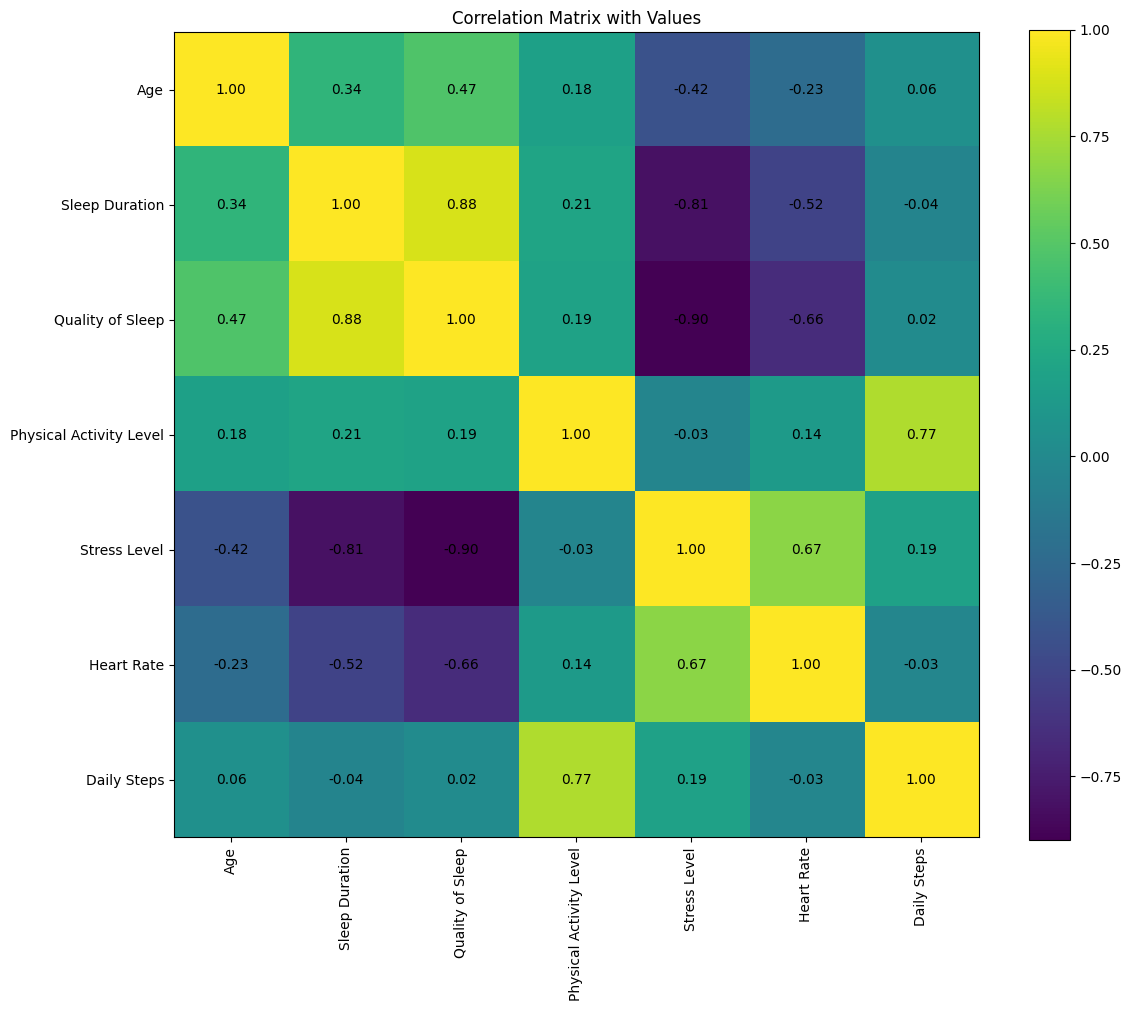 Correlation Matrix with Values
Age 1.00 0.34 0.47 0.18 -0.42 -0.23 0.06
Sleep Duration 0.34 1.00 0.88 0.21 -0.81 -0.52 -0.04
Quality of Sleep 0.47 0.88 1.00 0.19 -0.90 -0.66 0.02
Physical Activity Level 0.18 0.21 0.19 1.00 -0.03 0.14 0.77
Stress Level -0.42 -0.81 -0.90 -0.03 1.00 0.67 0.19
Heart Rate -0.23 -0.52 -0.66 0.14 0.67 1.00 -0.03
Daily Steps 0.06 -0.04 0.02 0.77 0.19 -0.03 1.00
Age
Sleep Duration
Quality of Sleep
Physical Activity Level
Stress Level
Heart Rate
Daily Steps
1.00
0.75
0.50
0.25
0.00
−0.25
−0.50
−0.75